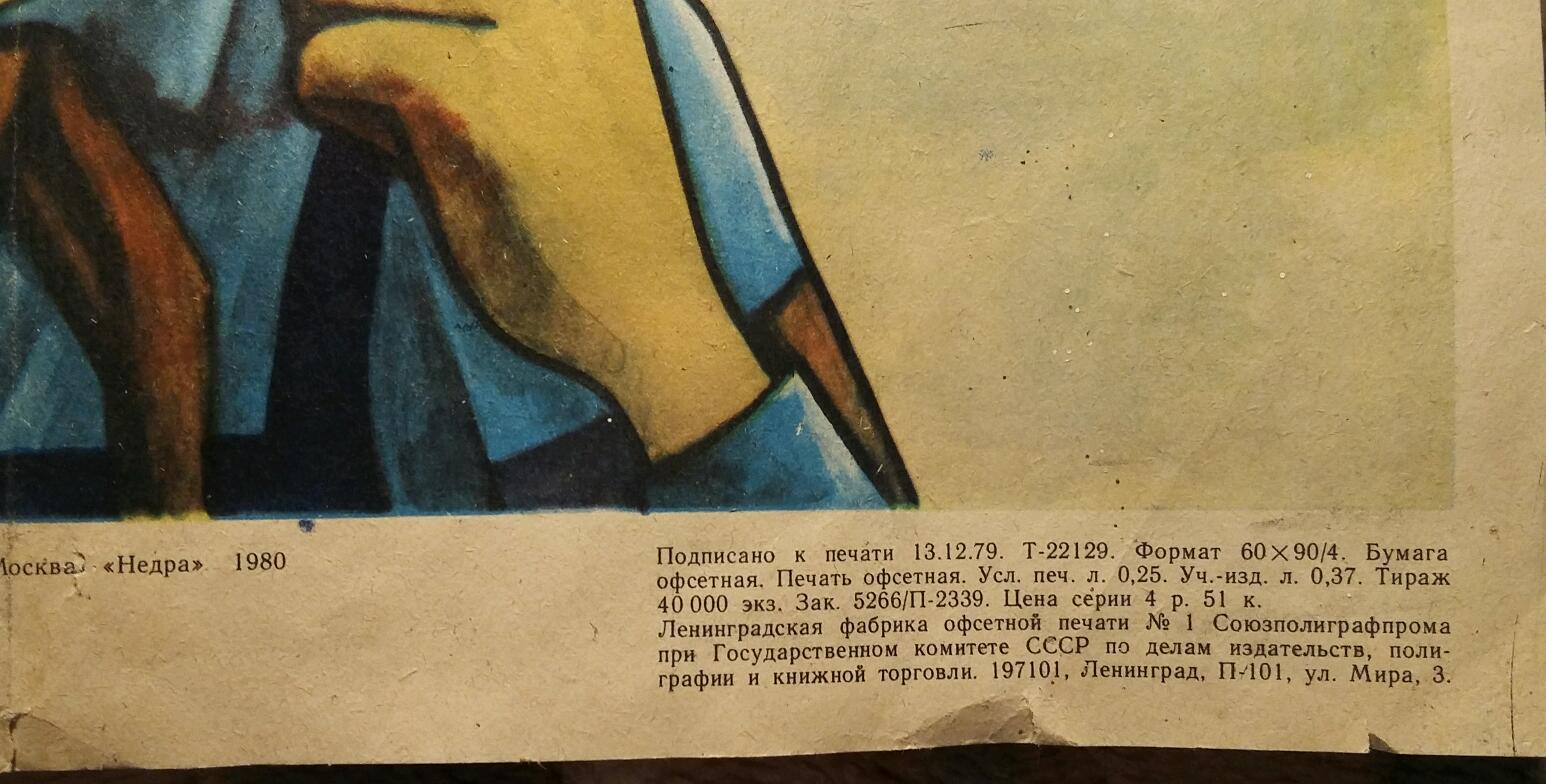 Москва «Недра» 1980
Подписано к печати 13.12.79. Т-22129. Формат 60×90/4. Бумага
офсетная. Печать офсетная. Усл. печ. л. 0,25. Уч.-изд. л. 0,37. Тираж
40 000 экз. Зак. 5266/П-2339. Цена серии 4 р. 51 к.
Ленинградская фабрика офсетной печати № 1 Союзполиграфпрома
при Государственном комитете СССР по делам издательств, поли-
графии и книжной торговли. 197101, Ленинград, П-101, ул. Мира, 3.